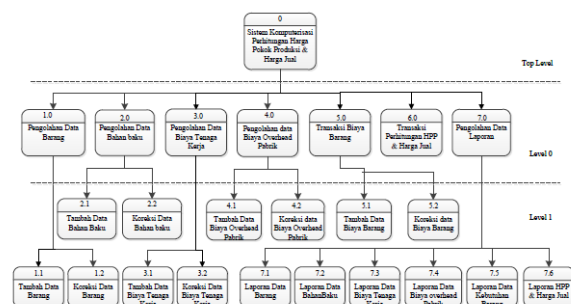 0
Sistem Komputerisasi
Perhitungan Harga
Pokok Produksi &
Harga Jual
Top Level
1.0
Pengolahan Data
Barang
2.0
Pengolahan Data
Bahan baku
3.0
Pengolahan Data
Biaya Tenaga
Kerja
4.0
Pengolahan data
Biaya Overhead
Pabrik
5.0
Transaksi Biaya
Barang
6.0
Transaksi
Perhitungan HPP
& Harga Jual
7.0
Pengolahan Data
Laporan
Level 0
2.1
Tambah Data
Bahan Baku
2.2
Koreksi Data
Bahan baku
4.1
Tambah Data
Biaya Overhead
Pabrik
4.2
Koreksi data
Biaya Overhead
Pabrik
5.1
Tambah Data
Biaya Barang
5.2
Koreksi data
Biaya Barang
Level 1
1.1
Tambah Data
Barang
1.2
Koreksi Data
Barang
3.1
Tambah Data
Biaya Tenaga
Kerja
3.2
Koreksi Data
Biaya Tenaga
Kerja
7.1
Laporan Data
Barang
7.2
Laporan Data
BahanBaku
7.3
Laporan Data
Biaya Tenaga
Kerja
7.4
Laporan Data
Biaya overhead
Pabrik
7.5
Laporan Data
Kebutuhan
Barang
7.6
Laporan HPP
& Harga Jual